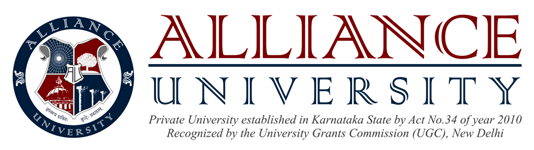 ALLIANCE
UNIVERSITY
ALLIANCE
UNIVERSITY
Private University established in Karnataka State by Act No.34 of year 2010
Recognized by the University Grants Commission (UGC), New Delhi